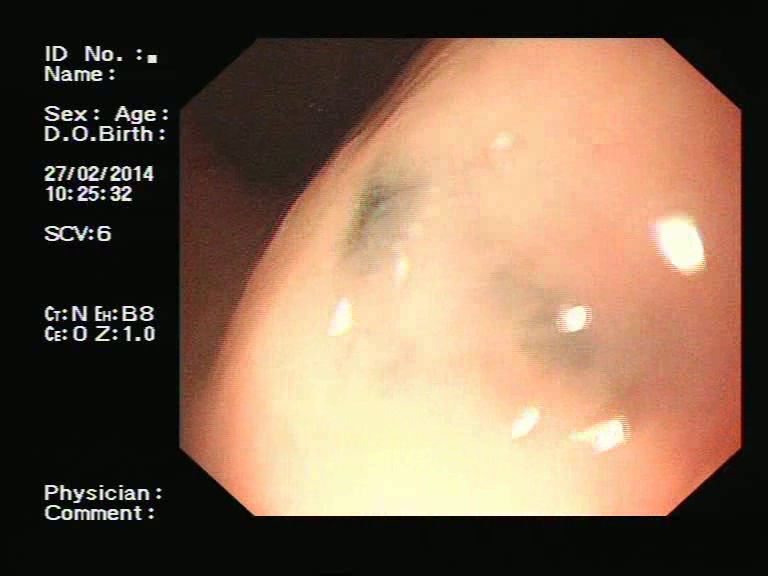 ID No. :
Name:
Sex: Age:
D.O.Birth:
27/02/2014
10:25:32
SCV:6
CT:N EH:B8
CE:0 Z:1.0
Physician:
Comment: